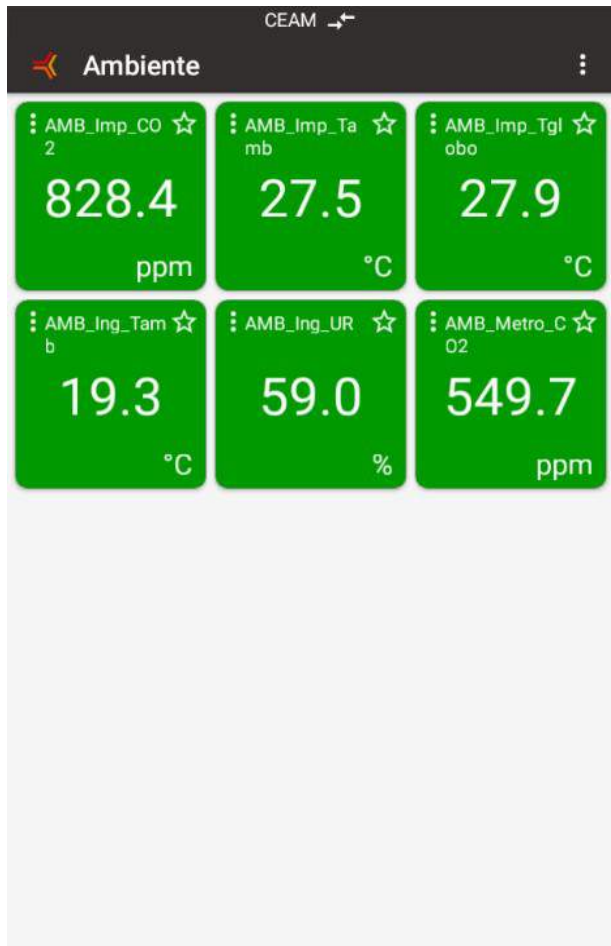 CEAM
Ambiente
AMB_Imp_CO
2
828.4
ppm
AMB_Imp_Ta
mb
27.5
°C
AMB_Imp_Tgl
obo
27.9
°C
AMB_Ing_Tam
b
19.3
°C
AMB_Ing_UR
59.0
%
AMB_Metro_C
O2
549.7
ppm